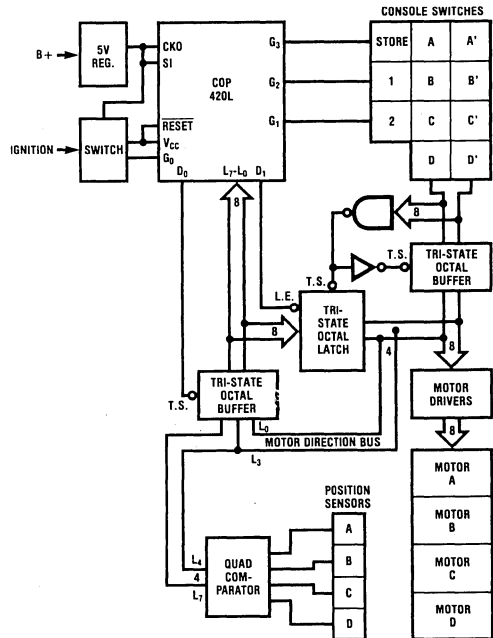 CONSOLE SWITCHES
B+
5V
REG.
CKO
SI
COP
420L
G3
G2
G1
STORE
1
2
A
A'
B
B'
C
C'
D
D'
IGNITION
SWITCH
RESET
VCC
G0
D0
L7-L0
D1
8
8
T.S.
T.S.
TRI-STATE
OCTAL
BUFFER
L.E.
TRI-
STATE
OCTAL
LATCH
8
4
8
T.S.
TRI-STATE
OCTAL
BUFFER
L0
MOTOR DIRECTION BUS
L3
MOTOR
DRIVERS
8
POSITION
SENSORS
A
B
C
D
L4
4
L7
QUAD
COM-
PARATOR
MOTOR
A
MOTOR
B
MOTOR
C
MOTOR
D